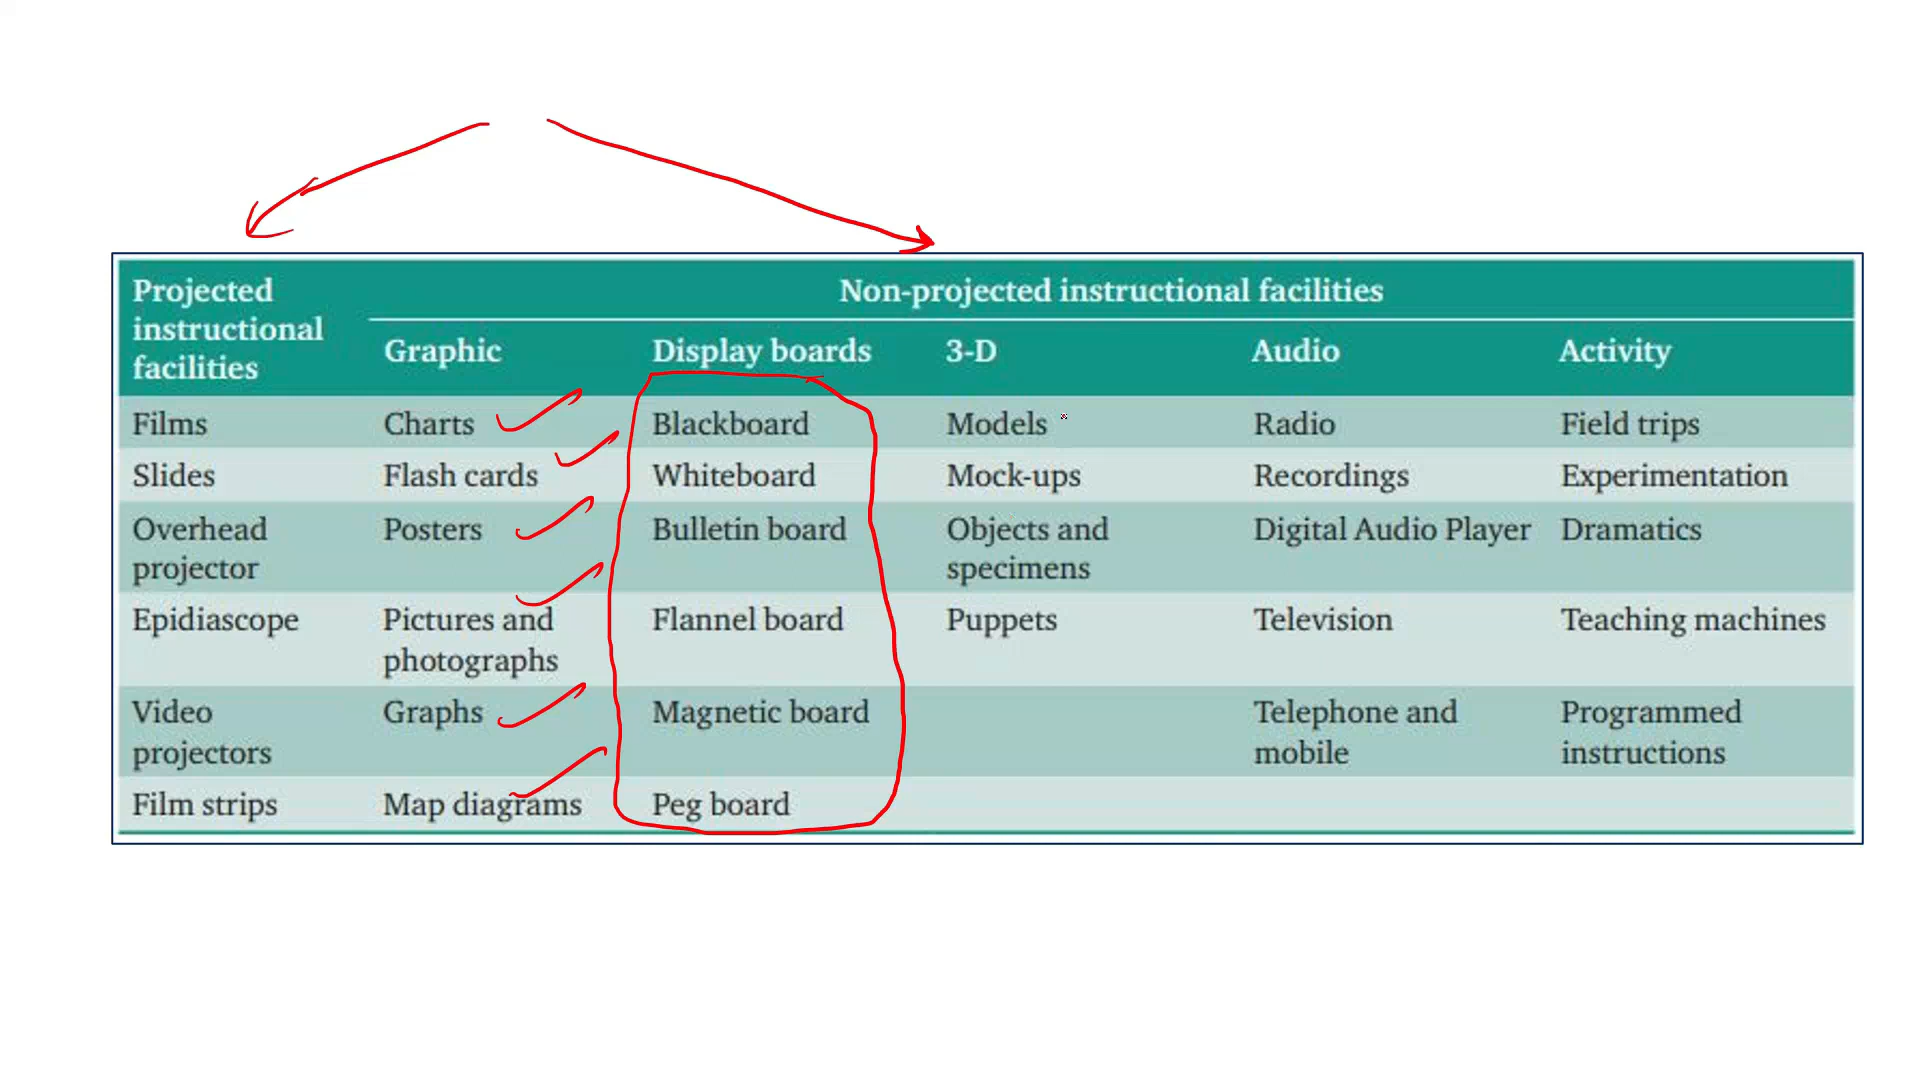 Projected
instructional
facilities
Non-projected instructional facilities
Graphic
Display boards
3-D
Audio
Activity
Films
Charts
Blackboard
Models
Radio
Field trips
Slides
Flash cards
Whiteboard
Mock-ups
Recordings
Experimentation
Overhead
projector
Posters
Bulletin board
Objects and
specimens
Digital Audio Player
Dramatics
Epidiascope
Pictures and
photographs
Flannel board
Puppets
Television
Teaching machines
Video
projectors
Graphs
Magnetic board
Telephone and
mobile
Programmed
instructions
Film strips
Map diagrams
Peg board